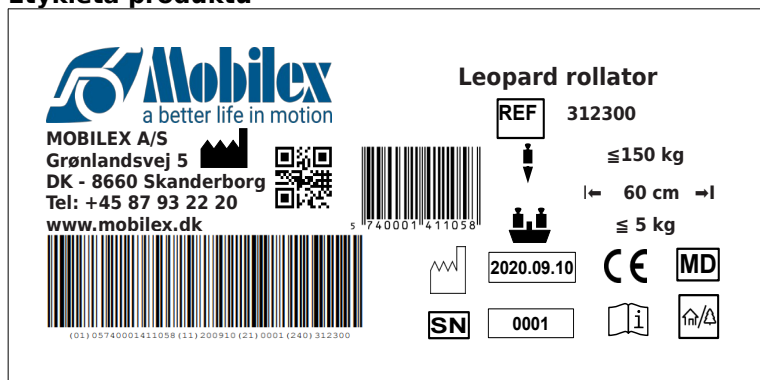 Etykieta produktu
Mobilex
a better life in motion
MOBILEX A/S
Grønlandsvej 5
DK - 8660 Skanderborg
Tel: +45 87 93 22 20
www.mobilex.dk
5 740001 411058
(01)05740001411058(11)200910(21)0001(240)312300
Leopard rollator
REF 312300
≦150 kg
60 cm
≦ 5 kg
2020.09.10 CE MD
SN 0001 i